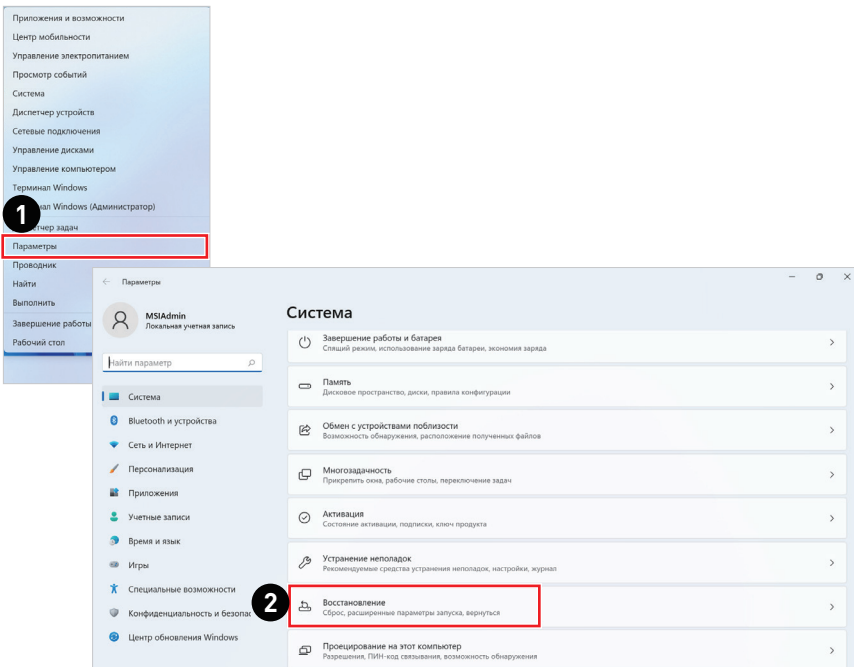 Приложения и возможности
Центр мобильности
Управление электропитанием
Просмотр событий
Система
Диспетчер устройств
Сетевые подключения
Управление дисками
Управление компьютером
Терминал Windows
Windows (Администратор)
1
задач
Параметры
Проводник
Найти
Выполнить
Завершение работы
Рабочий стол
Параметры
MSIAdmin
Локальная учетная запись
Найти параметр
Система
Bluetooth и устройства
Сеть и Интернет
Персонализация
Приложения
Учетные записи
Время и язык
Игры
Специальные возможности
Конфиденциальность и
Центр обновления Windows
Система
Завершение работы и батарея
Спящий режим, использование заряда батареи, экономия заряда
Память
Дисковое пространство, диски, правила конфигурации
Обмен с устройствами поблизости
Возможность обнаружения, расположение полученных файлов
Многозадачность
Прикрепить окна, рабочие столы, переключение задач
Активация
Состояние активации, подписки, ключ продукта
Устранение неполадок
Рекомендуемые средства устранения неполадок, настройки, журнал
2
Восстановление
Сброс, расширенные параметры запуска, вернуться
Проецирование на этот компьютер
Разрешения, ПИН-код связывания, возможность обнаружения